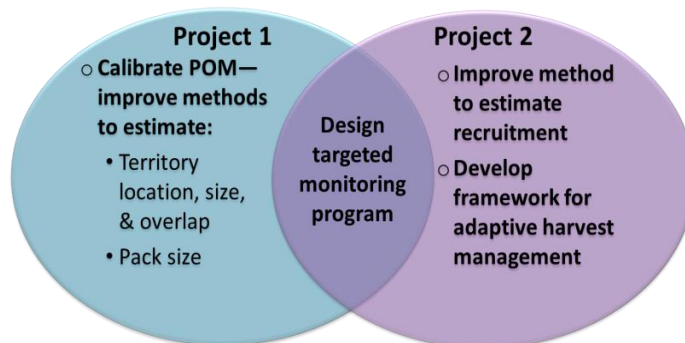 Project 1
○ Calibrate POM—
improve methods
to estimate:
• Territory
location, size,
& overlap
• Pack size
Design
targeted
monitoring
program
Project 2
○ Improve method
to estimate
recruitment
○ Develop
framework for
adaptive harvest
management